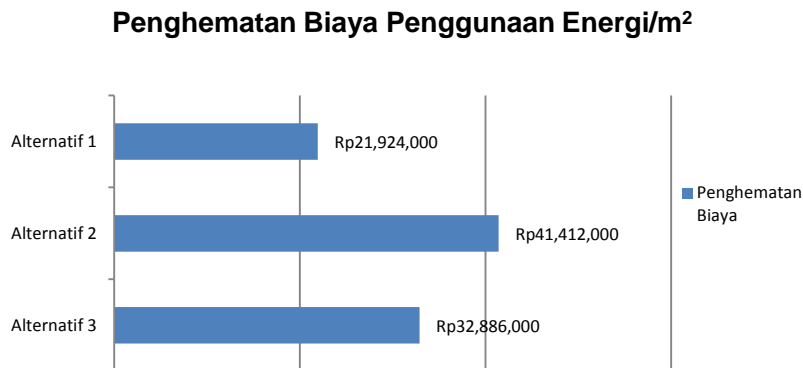 Penghematan Biaya Penggunaan Energi/m²
Alternatif 1
Rp21,924,000
Alternatif 2
Rp41,412,000
Alternatif 3
Rp32,886,000
Penghematan
Biaya